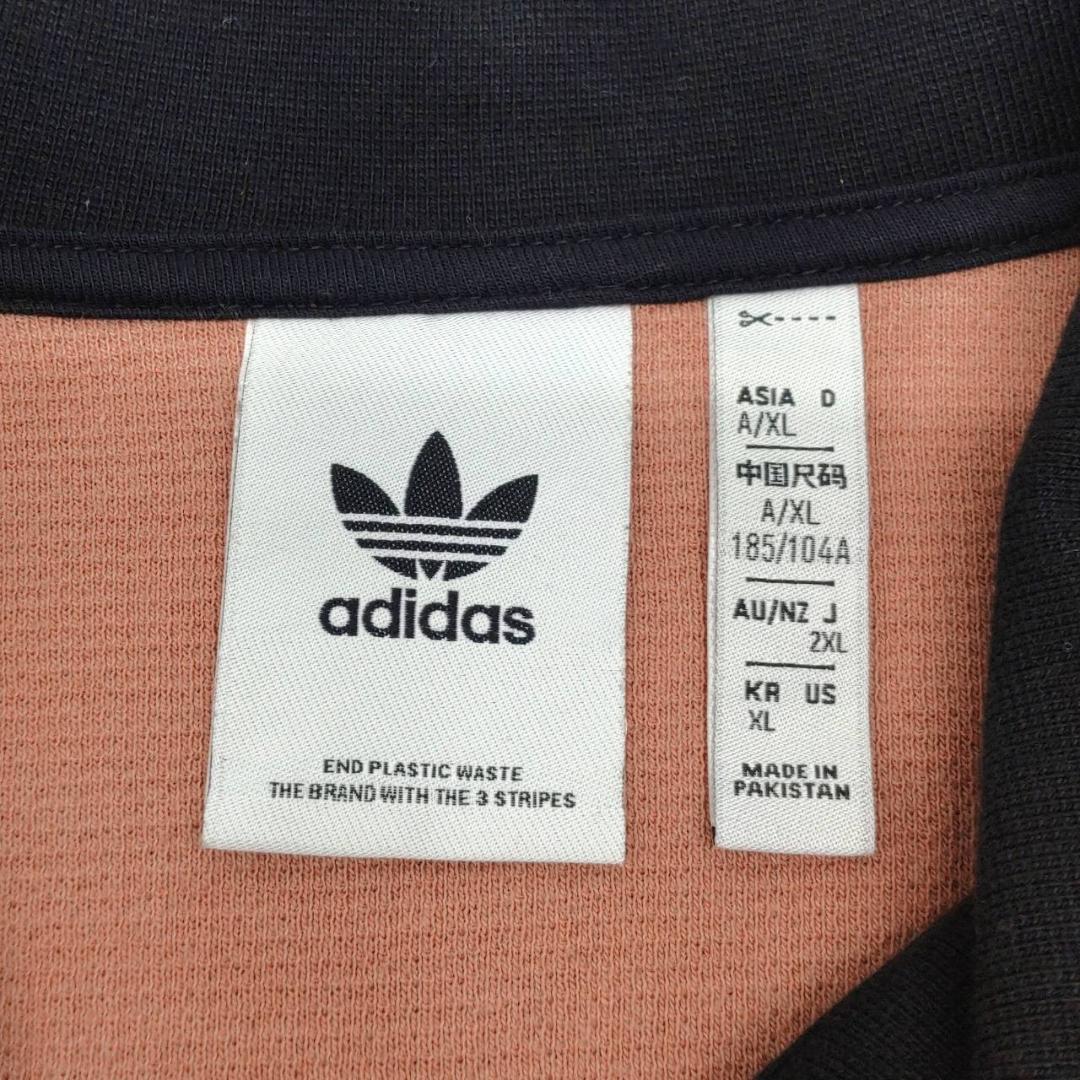 adidas
END PLASTIC WASTE
THE BRAND WITH THE 3 STRIPES
ASIA D
A/XL
中国尺码
A/XL
185/104A
AU/NZ J
2XL
KR US
XL
MADE IN
PAKISTAN